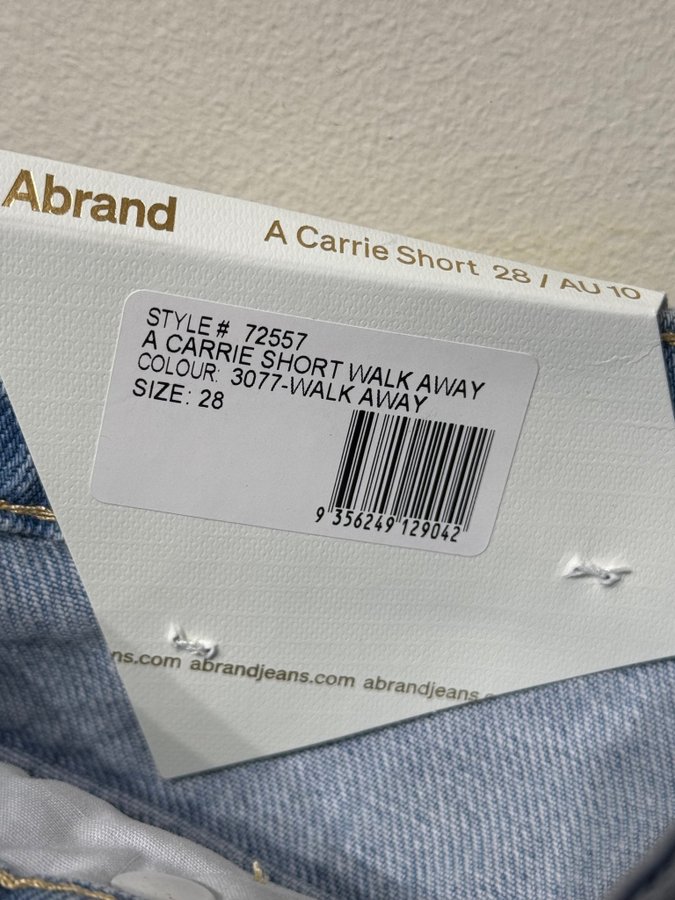 Abrand
A Carrie Short 28 / AU 10
STYLE # 72557
A CARRIE SHORT WALK AWAY
COLOUR: 3077-WALK AWAY
SIZE: 28
9 356249 129042
ns.com abrandjeans.com abrandjeans